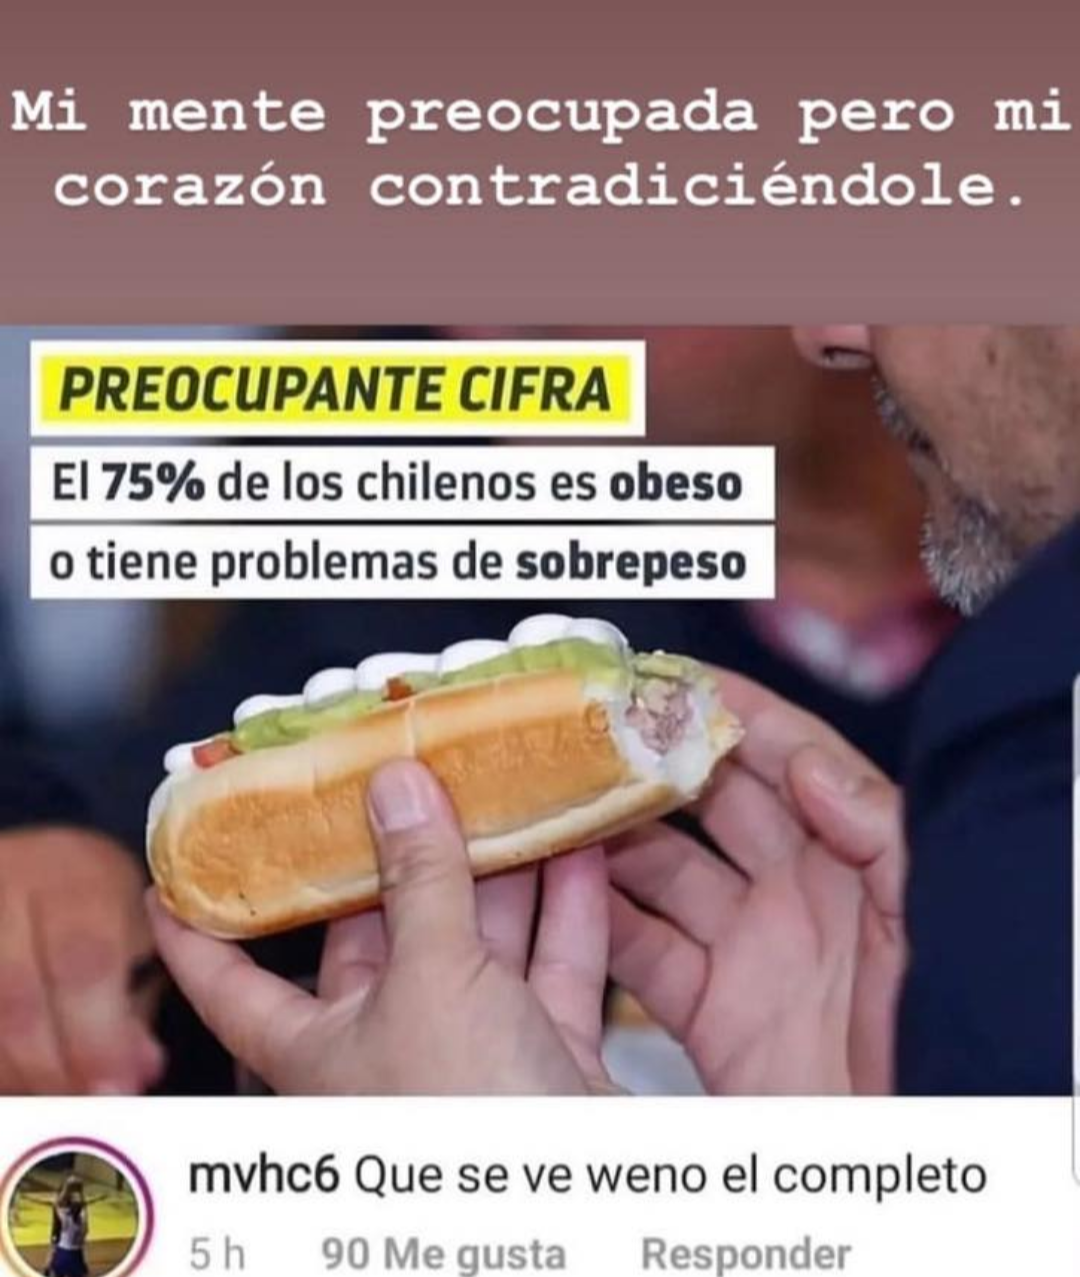 Mi mente preocupada pero mi
corazón contradiciéndole.
PREOCUPANTE CIFRA
El 75% de los chilenos es obeso
o tiene problemas de sobrepeso
mvhc6 Que se ve weno el completo
5 h 90 Me gusta Responder